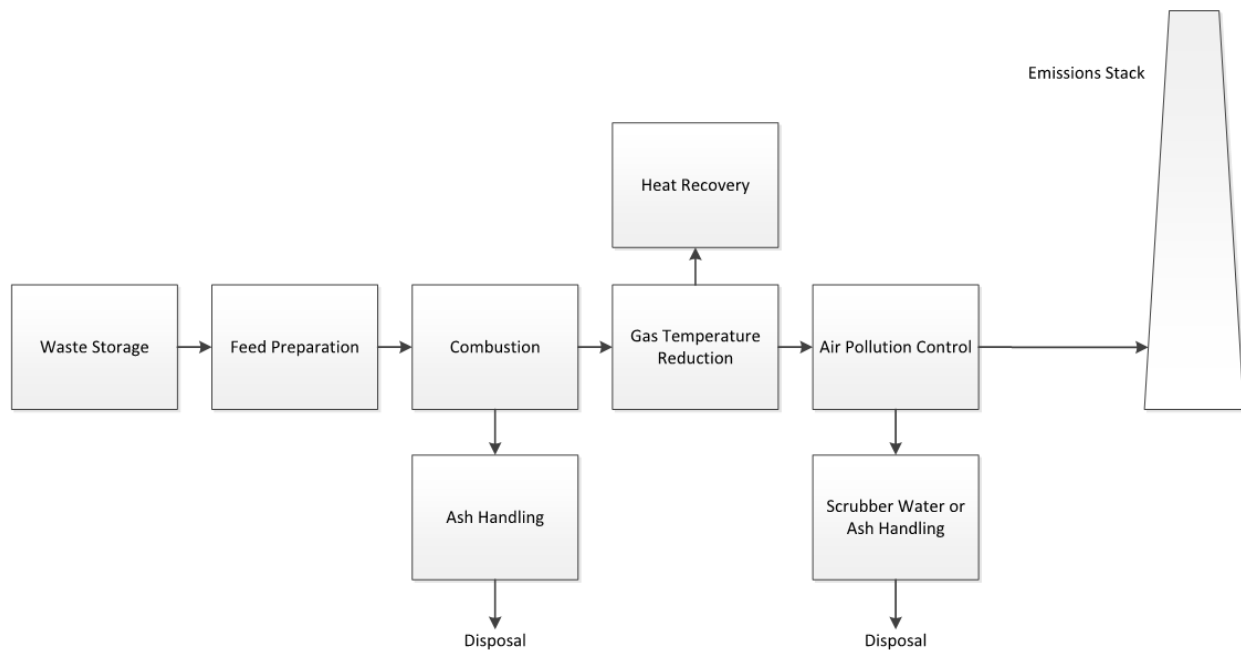 Emissions Stack
Heat Recovery
Waste Storage
Feed Preparation
Combustion
Gas Temperature
Reduction
Air Pollution Control
Ash Handling
Scrubber Water or
Ash Handling
Disposal
Disposal